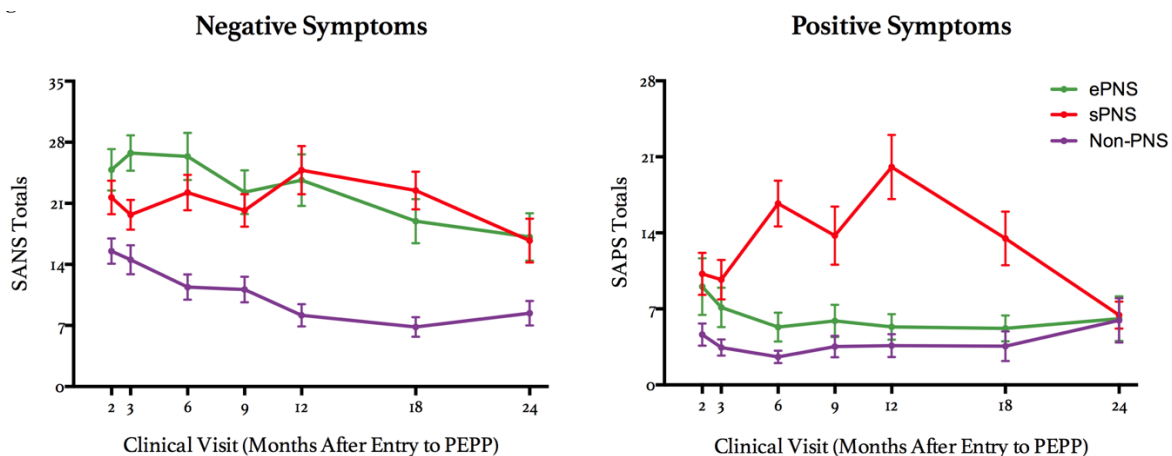 Negative Symptoms
35
28
21
14
7
0
SANS Totals
2 3 6 9 12 18 24
Clinical Visit (Months After Entry to PEPP)
Positive Symptoms
28
21
14
7
0
SAPS Totals
2 3 6 9 12 18 24
Clinical Visit (Months After Entry to PEPP)
ePNS
sPNS
Non-PNS